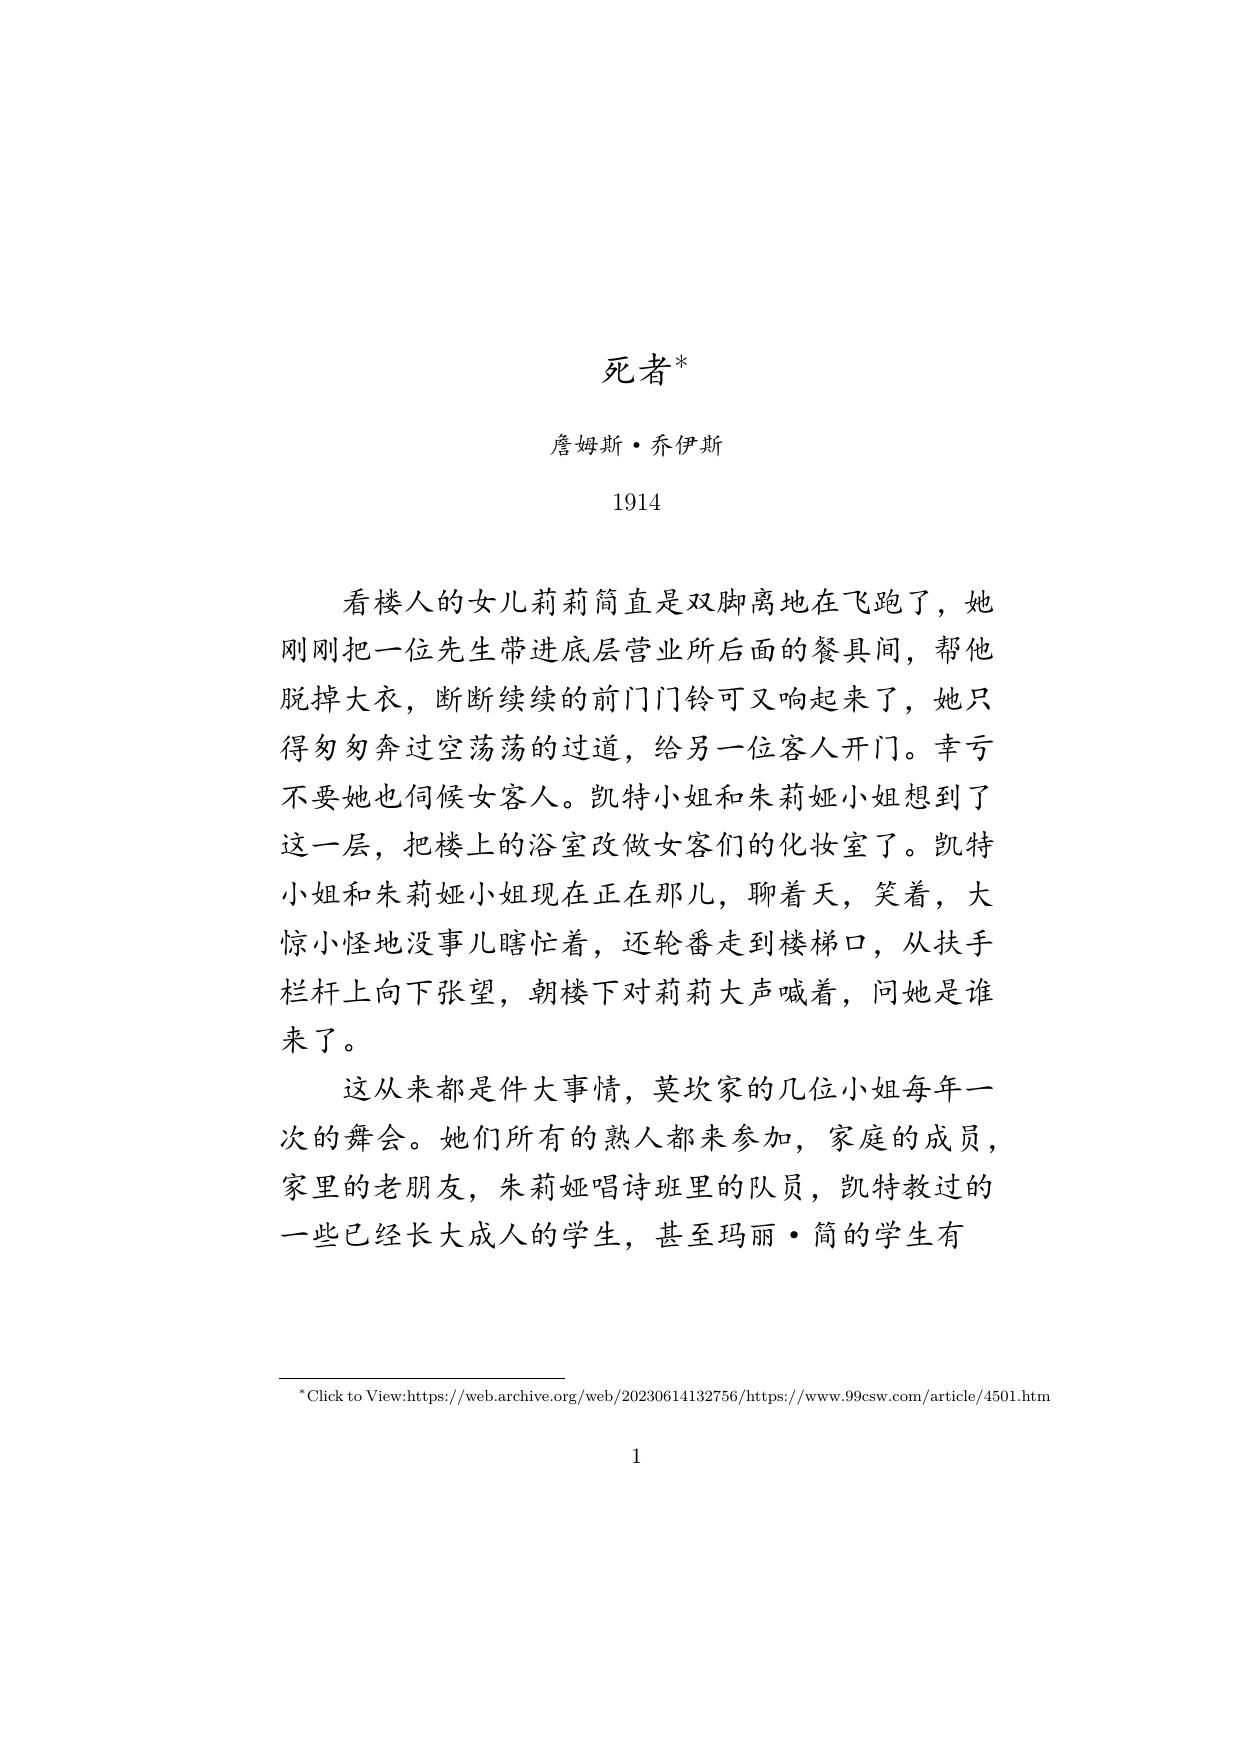 死者*
詹姆斯·乔伊斯
1914
看楼人的女儿莉莉简直是双脚离地在飞跑了，她
刚刚把一位先生带进底层营业所后面的餐具间，帮他
脱掉大衣，断断续续的前门门铃可又响起来了，她只
得匆匆奔过空荡荡的过道，给另一位客人开门。幸亏
不要她也伺候女客人。凯特小姐和朱莉娅小姐想到了
这一层，把楼上的浴室改做女客们的化妆室了。凯特
小姐和朱莉娅小姐现在正在那儿，聊着天，笑着，大
惊小怪地没事儿瞎忙着，还轮番走到楼梯口，从扶手
栏杆上向下张望，朝楼下对莉莉大声喊着，问她是谁
来了。
这从来都是件大事情，莫坎家的几位小姐每年一
次的舞会。她们所有的熟人都来参加，家庭的成员，
家里的老朋友，朱莉娅唱诗班里的队员，凯特教过的
一些已经长大成人的学生，甚至玛丽·简的学生有
*Click to View:https://web.archive.org/web/20230614132756/https://www.99csw.com/article/4501.htm
1